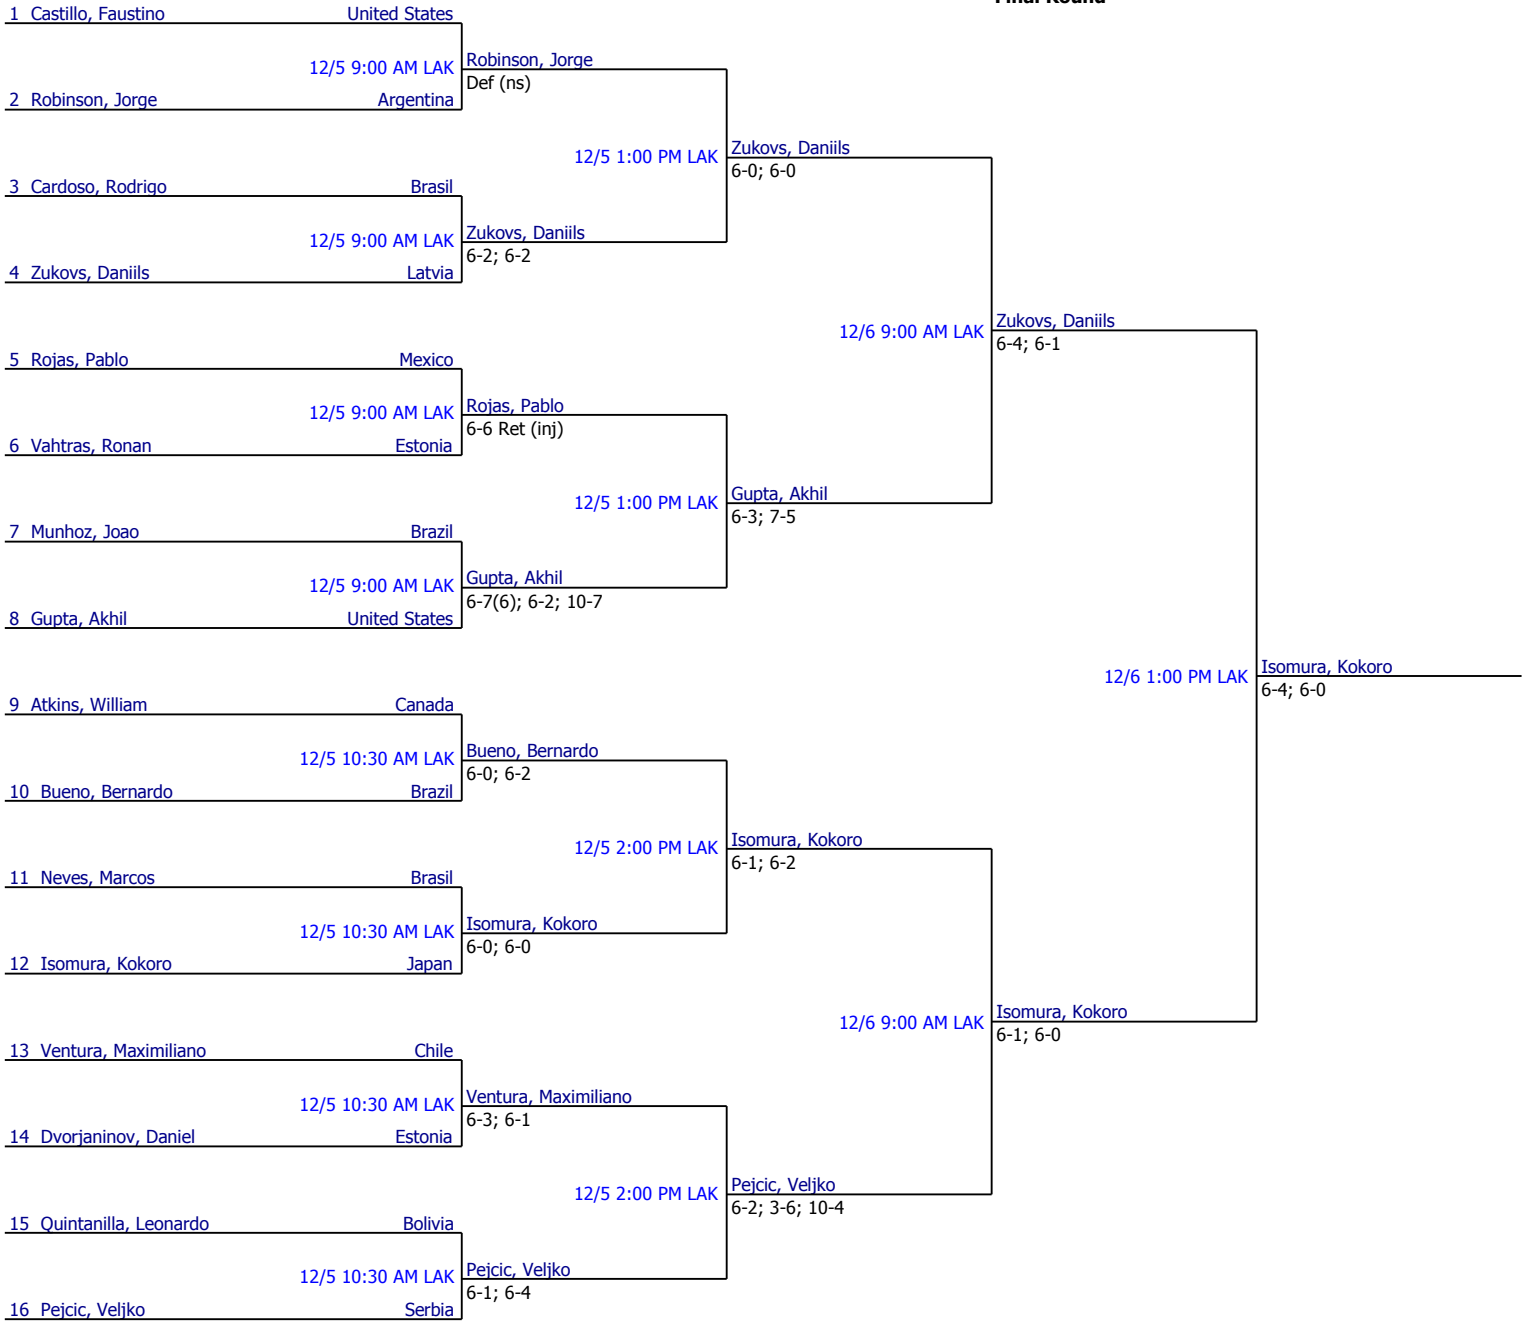 Final Round
1 Castillo, Faustino United States
12/5 9:00 AM LAK Robinson, Jorge
Def (ns)
2 Robinson, Jorge Argentina
12/5 1:00 PM LAK Zukovs, Daniils
6-0; 6-0
3 Cardoso, Rodrigo Brasil
12/5 9:00 AM LAK Zukovs, Daniils
6-2; 6-2
4 Zukovs, Daniils Latvia
12/6 9:00 AM LAK Zukovs, Daniils
6-4; 6-1
5 Rojas, Pablo Mexico
12/5 9:00 AM LAK Rojas, Pablo
6-6 Ret (inj)
6 Vahtras, Ronan Estonia
12/5 1:00 PM LAK Gupta, Akhil
6-3; 7-5
7 Munhoz, Joao Brazil
12/5 9:00 AM LAK Gupta, Akhil
6-7(6); 6-2; 10-7
8 Gupta, Akhil United States
12/6 1:00 PM LAK Isomura, Kokoro
6-4; 6-0
9 Atkins, William Canada
12/5 10:30 AM LAK Bueno, Bernardo
6-0; 6-2
10 Bueno, Bernardo Brazil
12/5 2:00 PM LAK Isomura, Kokoro
6-1; 6-2
11 Neves, Marcos Brasil
12/5 10:30 AM LAK Isomura, Kokoro
6-0; 6-0
12 Isomura, Kokoro Japan
12/6 9:00 AM LAK Isomura, Kokoro
6-1; 6-0
13 Ventura, Maximiliano Chile
12/5 10:30 AM LAK Ventura, Maximiliano
6-3; 6-1
14 Dvorjaninov, Daniel Estonia
12/5 2:00 PM LAK Pejcic, Veljko
6-2; 3-6; 10-4
15 Quintanilla, Leonardo Bolivia
12/5 10:30 AM LAK Pejcic, Veljko
6-1; 6-4
16 Pejcic, Veljko Serbia